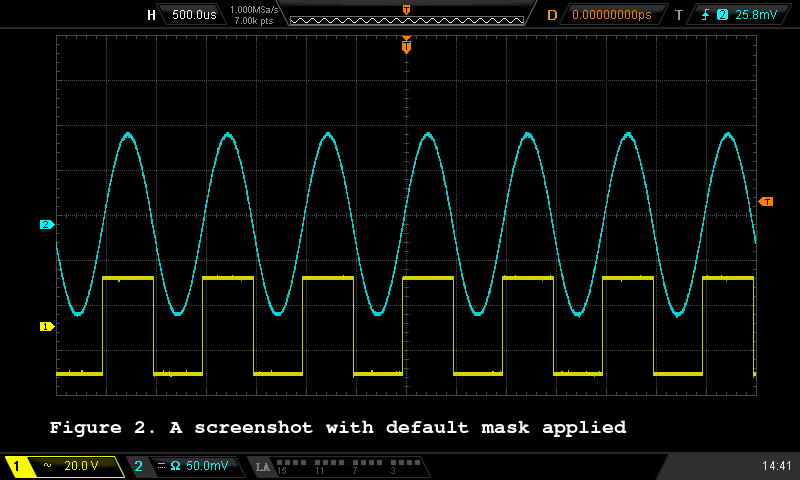 H 500.0us 1.000MSa/s T D 0.00000000ps T 2 25.8mV
7.00k pts
T
T
2
1
Figure 2. A screenshot with default mask applied
1 ~ 20.0 V 2 Ω 50.0mV LA 15 11 7 3 14:41